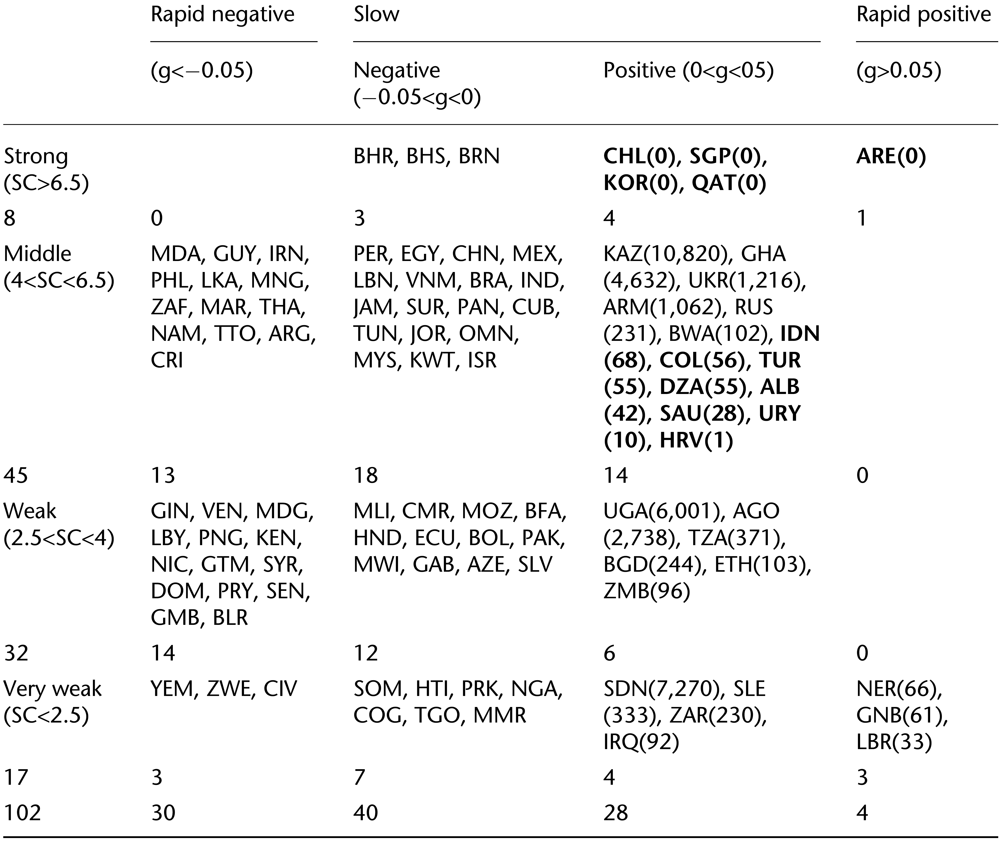 Rapid negative Slow Rapid positive
(g<−0.05) Negative Positive (0<g<05) (g>0.05)
(−0.05<g<0)
Strong BHR, BHS, BRN CHL(0), SGP(0), ARE(0)
(SC>6.5) KOR(0), QAT(0)
8 0 3 4 1
Middle MDA, GUY, IRN, PER, EGY, CHN, MEX, KAZ(10,820), GHA
(4<SC<6.5) PHL, LKA, MNG, LBN, VNM, BRA, IND, (4,632), UKR(1,216),
ZAF, MAR, THA, JAM, SUR, PAN, CUB, ARM(1,062), RUS
NAM, TTO, ARG, TUN, JOR, OMN, (231), BWA(102), IDN
CRI MYS, KWT, ISR (68), COL(56), TUR
(55), DZA(55), ALB
(42), SAU(28), URY
(10), HRV(1)
45 13 18 14 0
Weak GIN, VEN, MDG, MLI, CMR, MOZ, BFA, UGA(6,001), AGO
(2.5<SC<4) LBY, PNG, KEN, HND, ECU, BOL, PAK, (2,738), TZA(371),
NIC, GTM, SYR, MWI, GAB, AZE, SLV BGD(244), ETH(103),
DOM, PRY, SEN, ZMB(96)
GMB, BLR
32 14 12 6 0
Very weak YEM, ZWE, CIV SOM, HTI, PRK, NGA, SDN(7,270), SLE NER(66),
(SC<2.5) COG, TGO, MMR (333), ZAR(230), GNB(61),
IRQ(92) LBR(33)
17 3 7 4 3
102 30 40 28 4